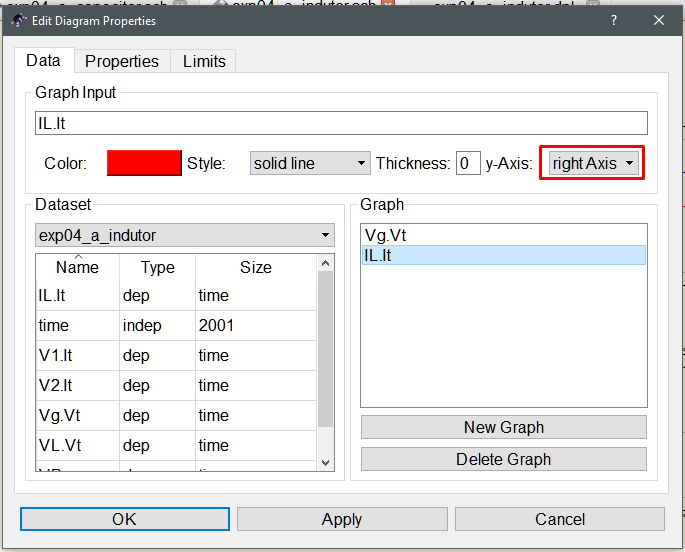 exp04_a_indutor.dpl
Edit Diagram Properties
?
Data Properties Limits
Graph Input
IL.It
Color: Style: solid line Thickness: 0 y-Axis: right Axis
Dataset
exp04_a_indutor
Name Type Size
IL.It dep time
time indep 2001
V1.It dep time
V2.It dep time
Vg.Vt dep time
VL.Vt dep time
Graph
Vg.Vt
IL.It
New Graph
Delete Graph
OK Apply Cancel